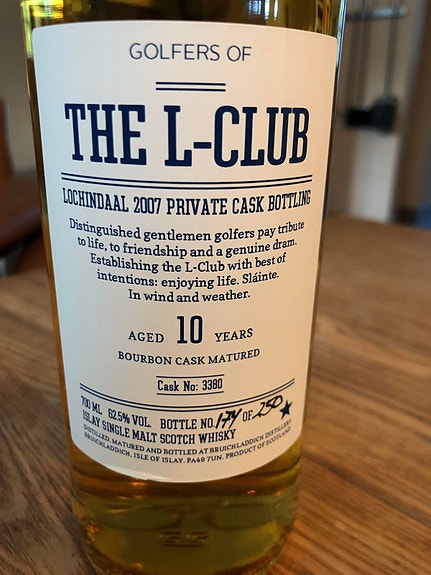 GOLFERS OF
THE L-CLUB
LOCHINDAAL 2007 PRIVATE CASK BOTTLING
Distinguished gentlemen golfers pay tribute
to life, to friendship and a genuine dram.
Establishing the L-Club with best of
intentions: enjoying life. Sláinte.
In wind and weather.
AGED 10 YEARS
BOURBON CASK MATURED
Cask No: 3380
700 ML 62.5% VOL. BOTTLE NO. 174 OF 250
ISLAY SINGLE MALT SCOTCH WHISKY
DISTILLED, MATURED AND BOTTLED AT BRUICHLADDICH DISTILLERY
BRUICHLADDICH, ISLE OF ISLAY. PA49 7UN. PRODUCT OF SCOTLAND